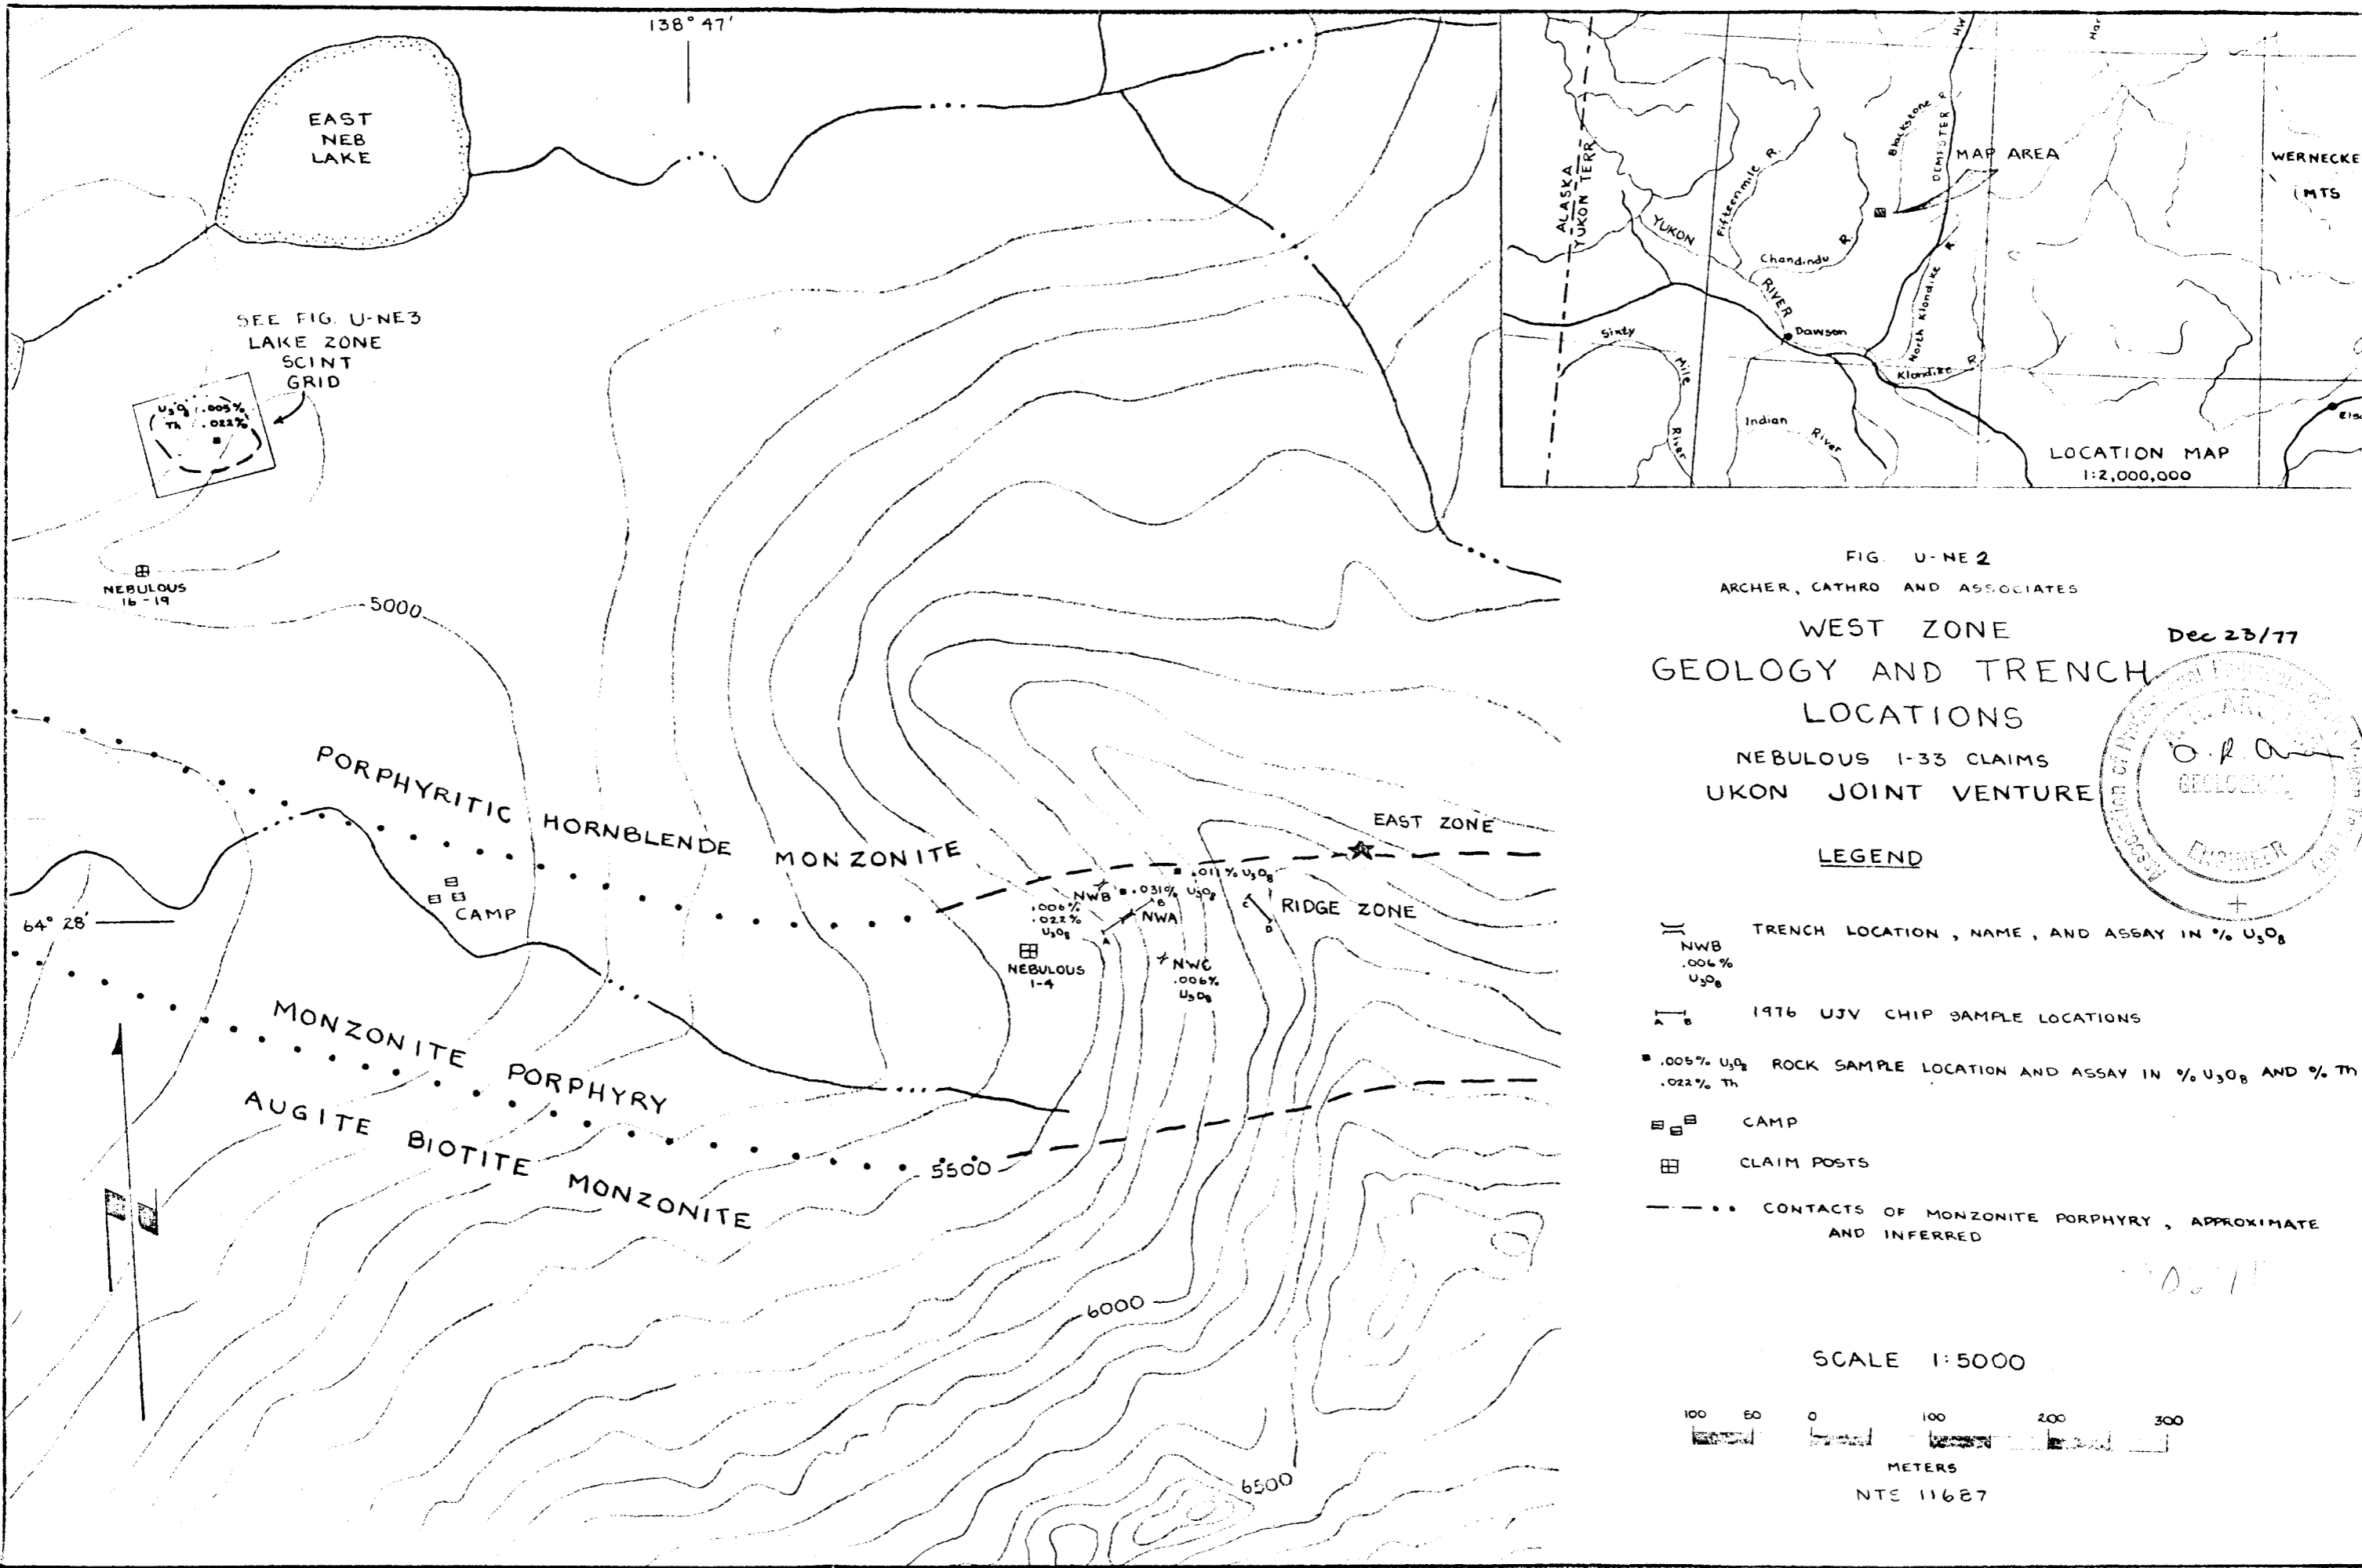 138° 47'
EAST
NEB
LAKE
SEE FIG. U-NE3
LAKE ZONE
SCINT
GRID
U₃O₈ .005%
Th .022%
NEBULOUS
16-19
5000
PORPHYRITIC HORNBLENDE MONZONITE
CAMP
64° 28'
MONZONITE PORPHYRY
AUGITE BIOTITE MONZONITE
5500
6000
6500
EAST ZONE
.011% U₃O₈
.031% U₃O₈
NWB
.006%
.022%
U₃O₈
B
NWA
A
C
D
RIDGE ZONE
NEBULOUS
1-4
NWC
.006%
U₃O₈
ALASKA
YUKON TERR
YUKON
RIVER
Fifteenmile R.
Chandindu R.
Blackstone R
DEMPSTER
HW
MAP AREA
WERNECKE
MTS
North Klondike R
Dawson
Klondike R
Sixty Mile River
Indian River
LOCATION MAP
1:2,000,000
FIG. U-NE 2
ARCHER, CATHRO AND ASSOCIATES
WEST ZONE
Dec 23/77
GEOLOGY AND TRENCH
LOCATIONS
NEBULOUS 1-33 CLAIMS
UKON JOINT VENTURE
GEOLOGICAL
ENGINEER
LEGEND
TRENCH LOCATION, NAME, AND ASSAY IN % U₃O₈
NWB
.006%
U₃O₈
A B
1976 UJV CHIP SAMPLE LOCATIONS
.005% U₃O₈ ROCK SAMPLE LOCATION AND ASSAY IN % U₃O₈ AND % Th
.022% Th
CAMP
CLAIM POSTS
CONTACTS OF MONZONITE PORPHYRY, APPROXIMATE
AND INFERRED
SCALE 1:5000
100 50 0 100 200 300
METERS
NTS 116B7